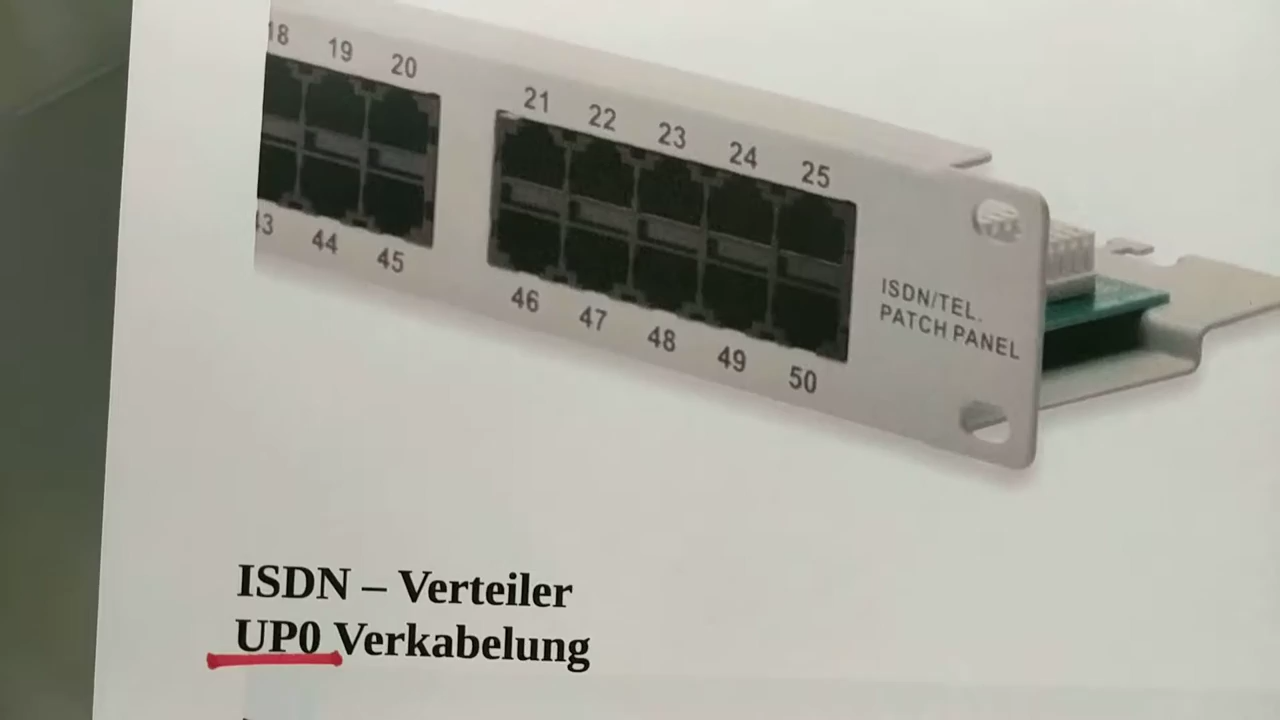 18 19 20
21 22 23 24 25
44 45
46 47 48 49 50
ISDN/TEL.
PATCH PANEL
ISDN – Verteiler
UP0 Verkabelung